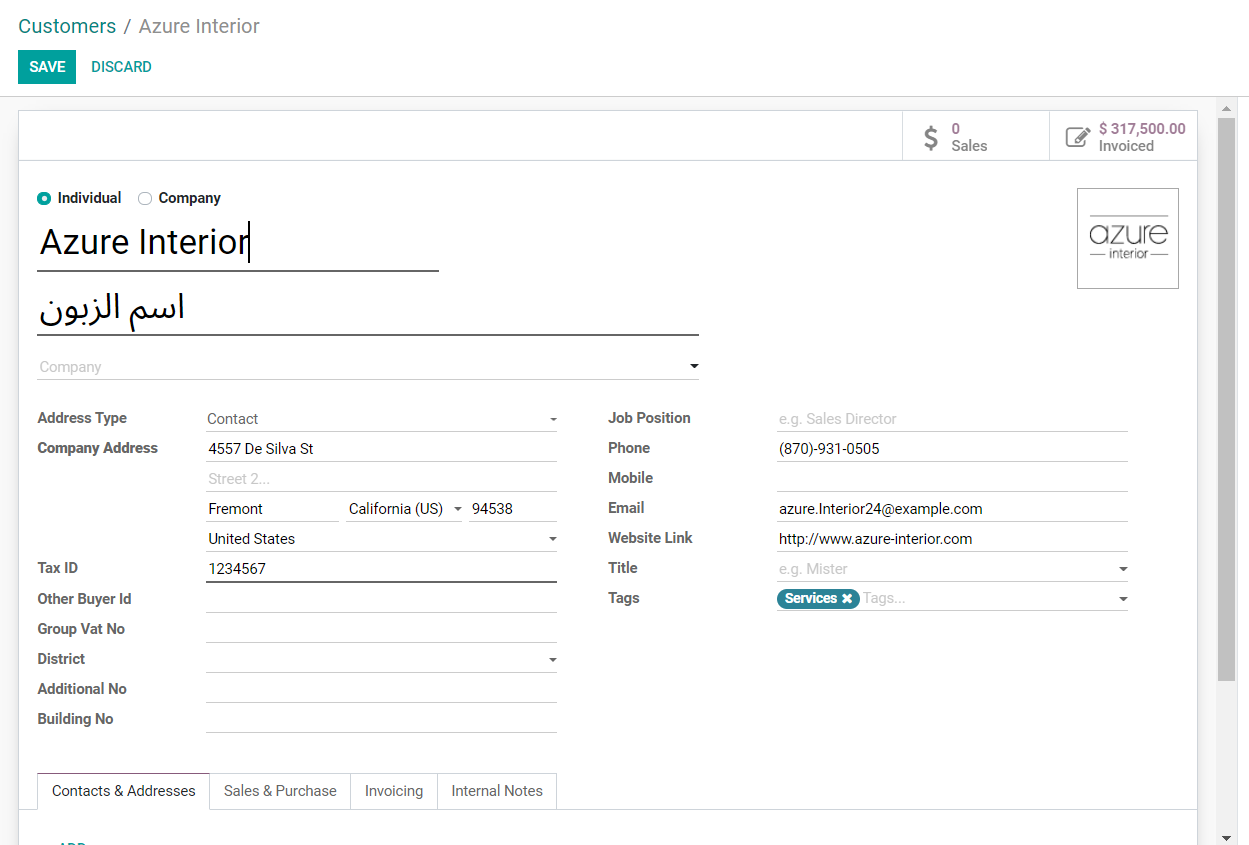 Customers / Azure Interior
SAVE DISCARD
0
Sales
$ 317,500.00
Invoiced
Individual Company
Azure Interior
azure
interior
اسم الزبون
Company
Address Type Contact
Company Address 4557 De Silva St
Street 2...
Fremont California (US) 94538
United States
Tax ID 1234567
Other Buyer Id
Group Vat No
District
Additional No
Building No
Job Position e.g. Sales Director
Phone (870)-931-0505
Mobile
Email azure.Interior24@example.com
Website Link http://www.azure-interior.com
Title e.g. Mister
Tags Services Tags...
Contacts & Addresses Sales & Purchase Invoicing Internal Notes